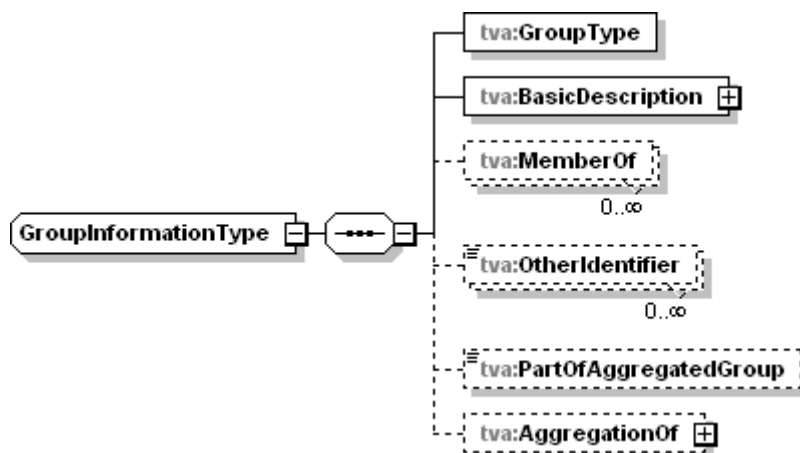 tva:GroupType
tva:BasicDescription
tva:MemberOf
0..∞
GroupInformationType
tva:OtherIdentifier
0..∞
tva:PartOfAggregatedGroup
tva:AggregationOf